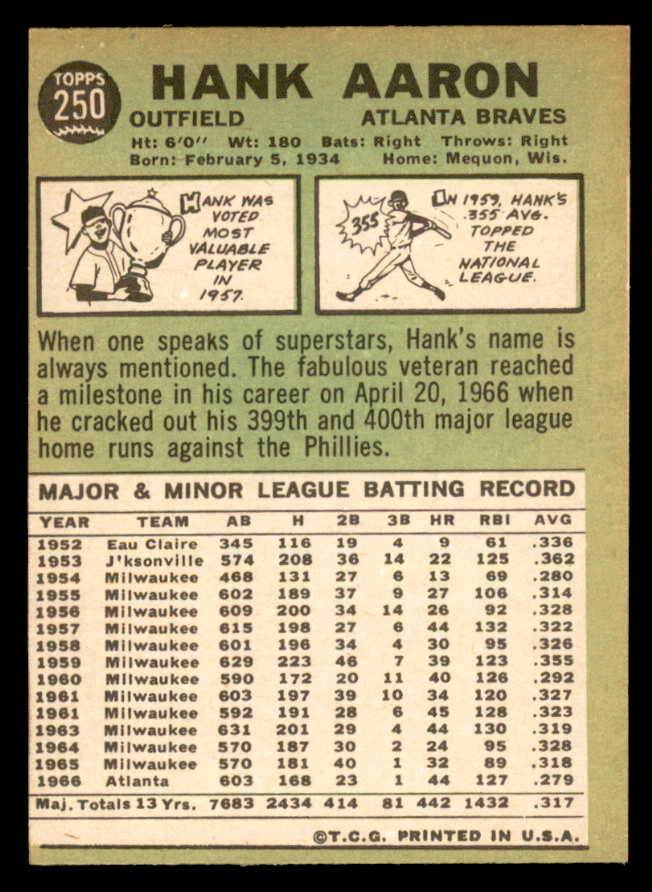 TOPPS
250
HANK AARON
OUTFIELD ATLANTA BRAVES
Ht: 6'0" Wt: 180 Bats: Right Throws: Right
Born: February 5, 1934 Home: Mequon, Wis.
HANK WAS
VOTED
MOST
VALUABLE
PLAYER
IN
1957.
355
IN 1959, HANK'S
.355 AVG.
TOPPED
THE
NATIONAL
LEAGUE.
When one speaks of superstars, Hank's name is
always mentioned. The fabulous veteran reached
a milestone in his career on April 20, 1966 when
he cracked out his 399th and 400th major league
home runs against the Phillies.
MAJOR & MINOR LEAGUE BATTING RECORD
YEAR TEAM AB H 2B 3B HR RBI AVG
1952 Eau Claire 345 116 19 4 9 61 .336
1953 J'ksonville 574 208 36 14 22 125 .362
1954 Milwaukee 468 131 27 6 13 69 .280
1955 Milwaukee 602 189 37 9 27 106 .314
1956 Milwaukee 609 200 34 14 26 92 .328
1957 Milwaukee 615 198 27 6 44 132 .322
1958 Milwaukee 601 196 34 4 30 95 .326
1959 Milwaukee 629 223 46 7 39 123 .355
1960 Milwaukee 590 172 20 11 40 126 .292
1961 Milwaukee 603 197 39 10 34 120 .327
1961 Milwaukee 592 191 28 6 45 128 .323
1963 Milwaukee 631 201 29 4 44 130 .319
1964 Milwaukee 570 187 30 2 24 95 .328
1965 Milwaukee 570 181 40 1 32 89 .318
1966 Atlanta 603 168 23 1 44 127 .279
Maj. Totals 13 Yrs. 7683 2434 414 81 442 1432 .317
©T.C.G. PRINTED IN U.S.A.